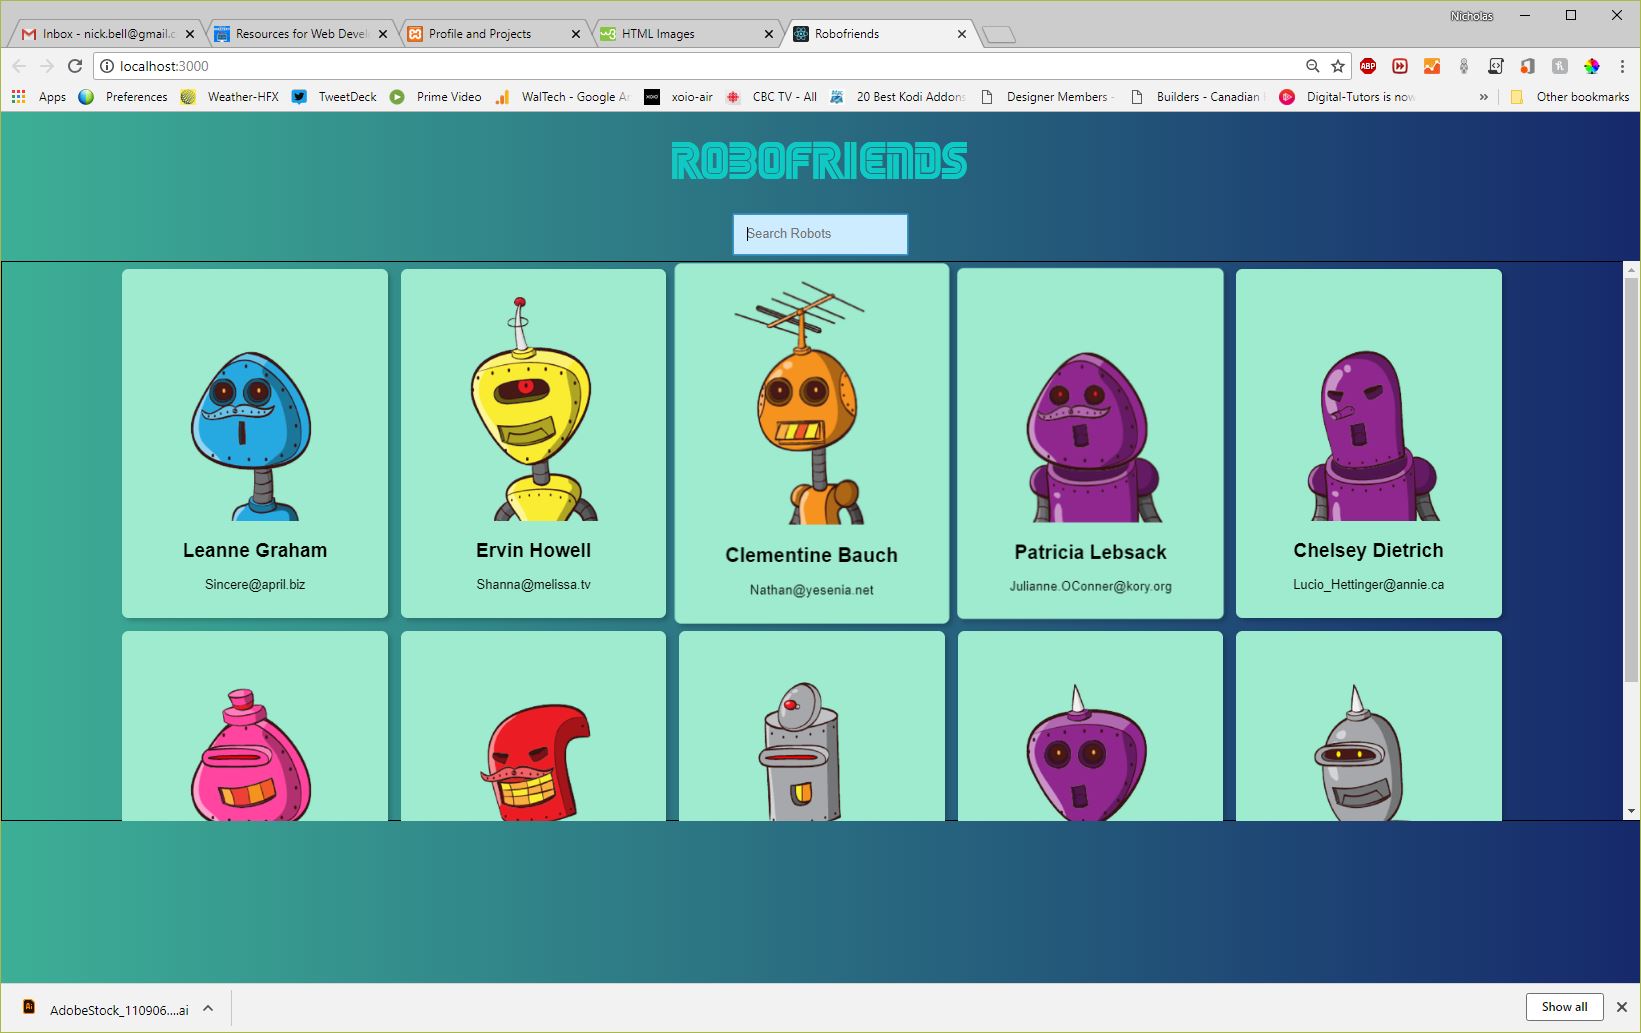 Nicholas
Inbox - nick.bell@gmail.c
Resources for Web Devel
Profile and Projects
HTML Images
Robofriends
localhost:3000
ABP
Apps
Preferences
Weather-HFX
TweetDeck
Prime Video
WalTech - Google An
xoio-air
CBC TV - All
20 Best Kodi Addons
Designer Members -
Builders - Canadian
Digital-Tutors is now
Other bookmarks
ROBOFRIENDS
Search Robots
Leanne Graham
Sincere@april.biz
Ervin Howell
Shanna@melissa.tv
Clementine Bauch
Nathan@yesenia.net
Patricia Lebsack
Julianne.OConner@kory.org
Chelsey Dietrich
Lucio_Hettinger@annie.ca
Ai
AdobeStock_110906....ai
Show all